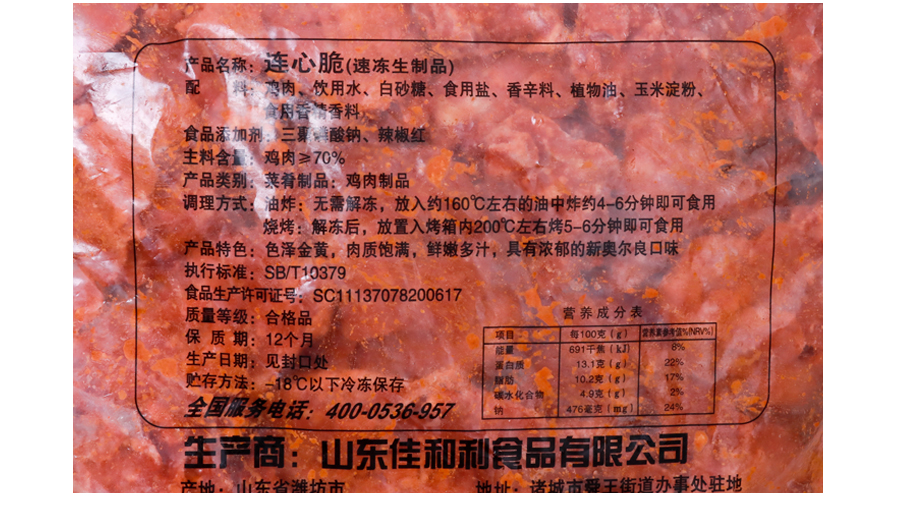 产品名称：连心脆(速冻生制品)
配 料：鸡肉、饮用水、白砂糖、食用盐、香辛料、植物油、玉米淀粉、
食用香精香料
食品添加剂：三聚磷酸钠、辣椒红
主料含量：鸡肉≥70%
产品类别：菜肴制品：鸡肉制品
调理方式：油炸：无需解冻，放入约160℃左右的油中炸约4-6分钟即可食用
烧烤：解冻后，放置入烤箱内200℃左右烤5-6分钟即可食用
产品特色：色泽金黄，肉质饱满，鲜嫩多汁，具有浓郁的新奥尔良口味
执行标准：SB/T10379
食品生产许可证号：SC11137078200617
质量等级：合格品
保 质 期：12个月
生产日期：见封口处
贮存方法：-18℃以下冷冻保存
全国服务电话：400-0536-957
营养成分表
项目 每100克（g） 营养素参考值%(NRV%)
能量 691千焦（kJ） 8%
蛋白质 13.1克（g） 22%
脂肪 10.2克（g） 17%
碳水化合物 4.9克（g） 2%
钠 476毫克（mg） 24%
生产商：山东佳和利食品有限公司
产地：山东省潍坊市 地址：诸城市舜王街道办事处驻地